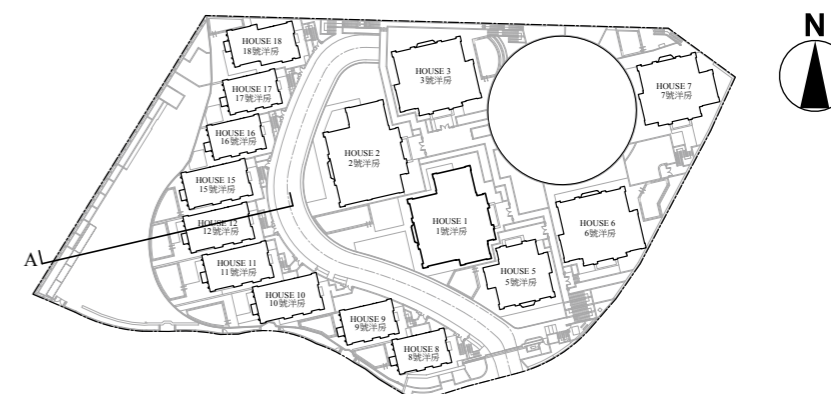 N
HOUSE 18
18號洋房
HOUSE 17
17號洋房
HOUSE 16
16號洋房
HOUSE 15
15號洋房
HOUSE 12
12號洋房
HOUSE 11
11號洋房
HOUSE 10
10號洋房
HOUSE 9
9號洋房
HOUSE 8
8號洋房
HOUSE 3
3號洋房
HOUSE 2
2號洋房
HOUSE 1
1號洋房
HOUSE 5
5號洋房
HOUSE 6
6號洋房
HOUSE 7
7號洋房
A